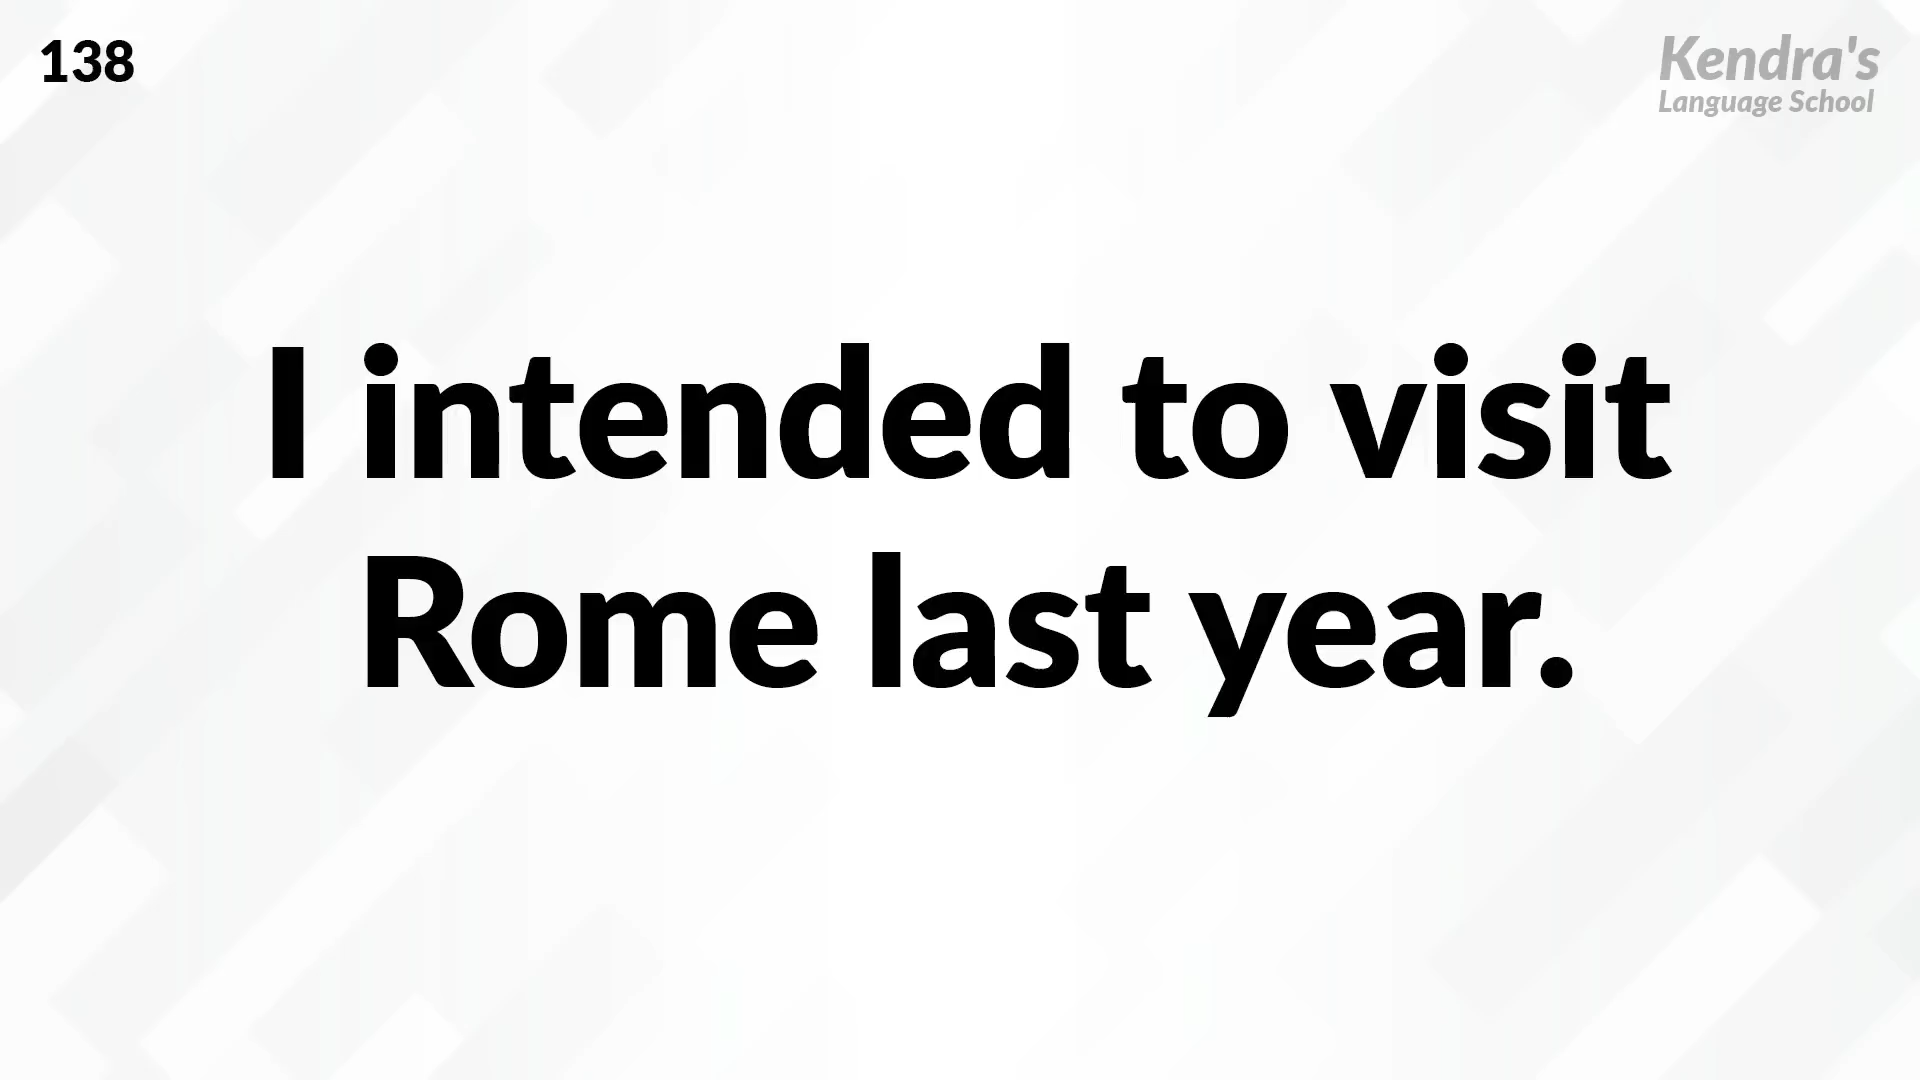 138
Kendra's
Language School
I intended to visit
Rome last year.